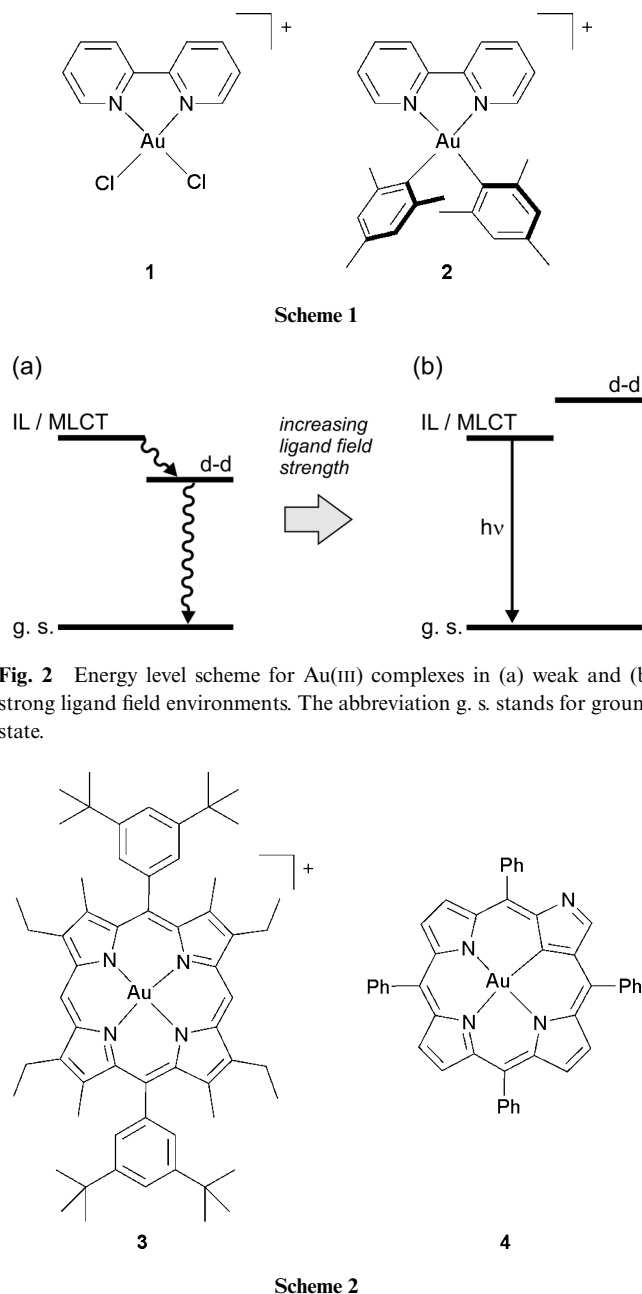 +
+
N N
N N
Au
Au
Cl
Cl
1
2
Scheme 1
(a)
(b)
d-d
IL / MLCT
increasing
ligand field
strength
IL / MLCT
d-d
hν
g. s.
g. s.
Fig. 2 Energy level scheme for Au(III) complexes in (a) weak and (b
strong ligand field environments. The abbreviation g. s. stands for groun
state.
+
Ph
N
N N
N
Au
Au
Ph
Ph
N N
N N
Ph
3
4
Scheme 2